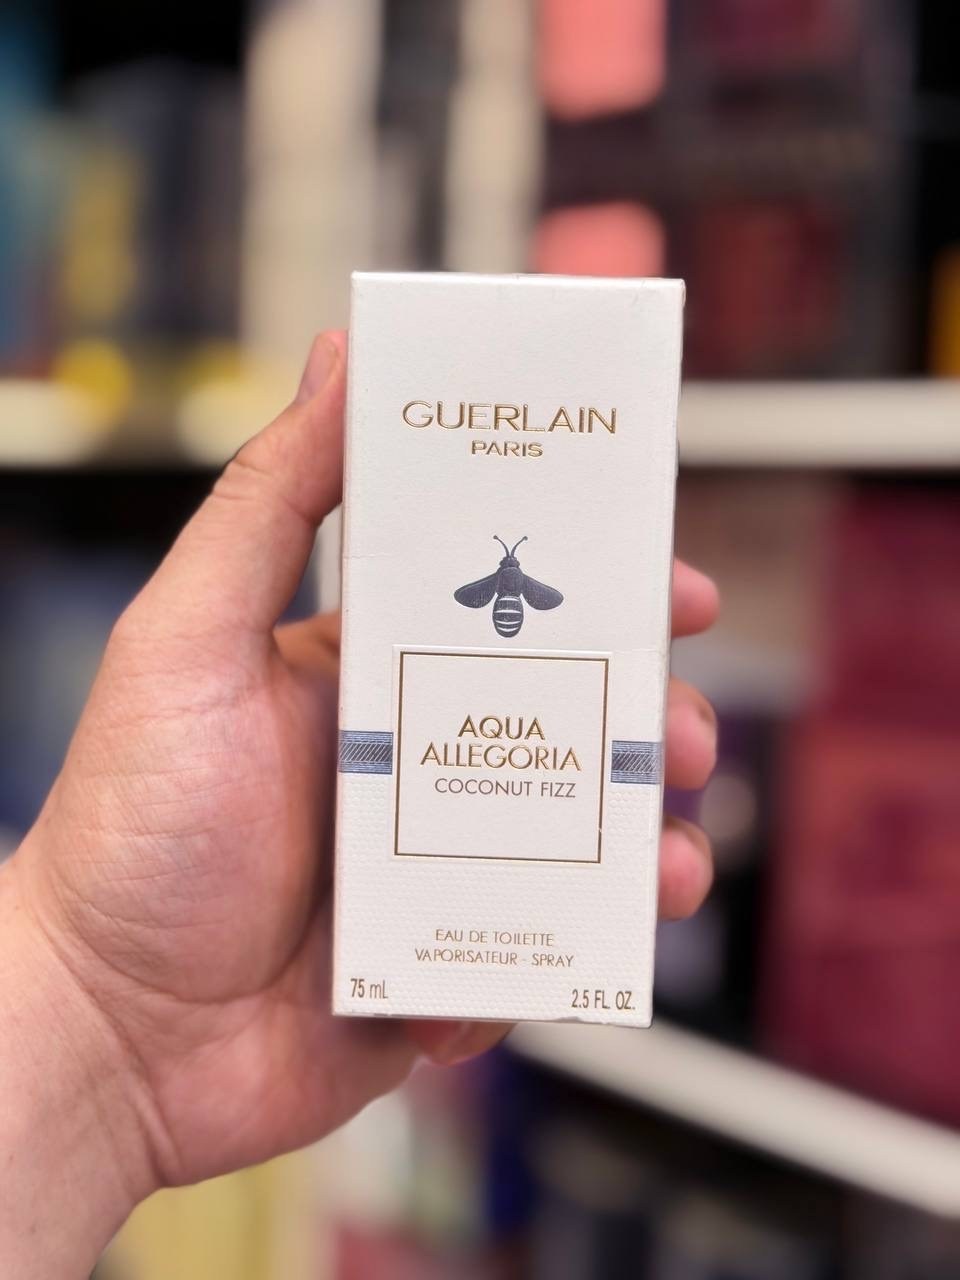 GUERLAIN
PARIS
AQUA
ALLEGORIA
COCONUT FIZZ
EAU DE TOILETTE
VAPORISATEUR - SPRAY
75 mL 2.5 FL. OZ.